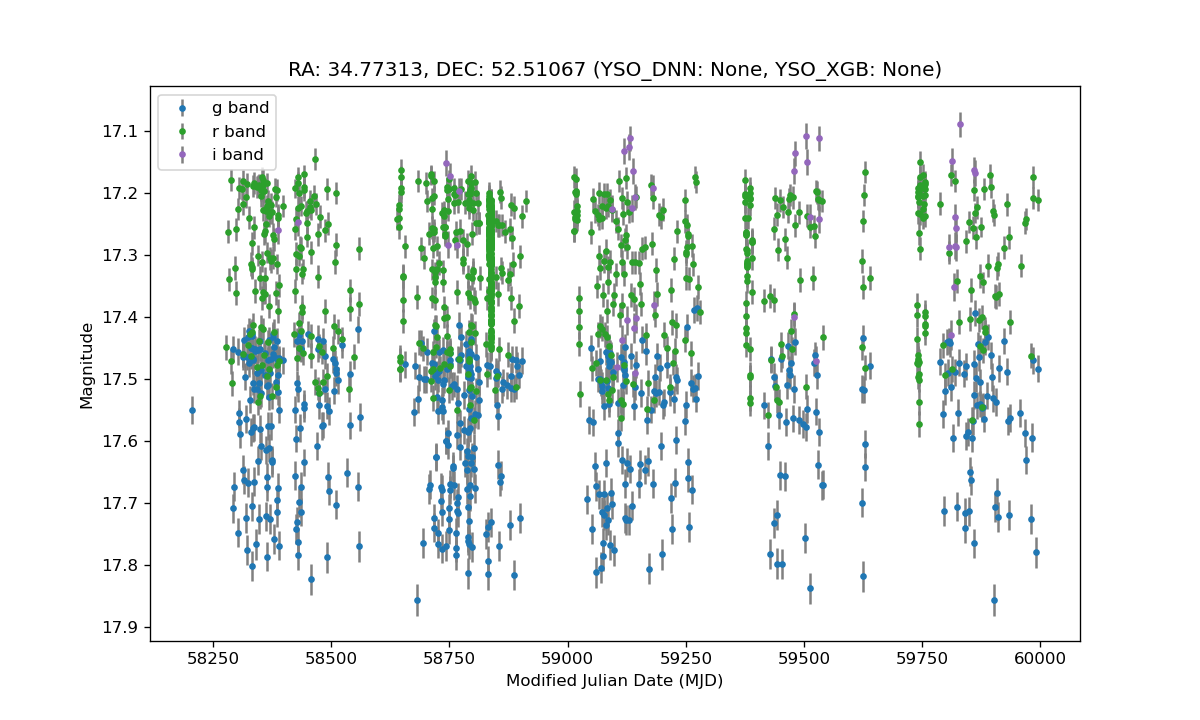 RA: 34.77313, DEC: 52.51067 (YSO_DNN: None, YSO_XGB: None)
g band
r band
i band
17.1
17.2
17.3
17.4
17.5
17.6
17.7
17.8
17.9
Magnitude
58250 58500 58750 59000 59250 59500 59750 60000
Modified Julian Date (MJD)